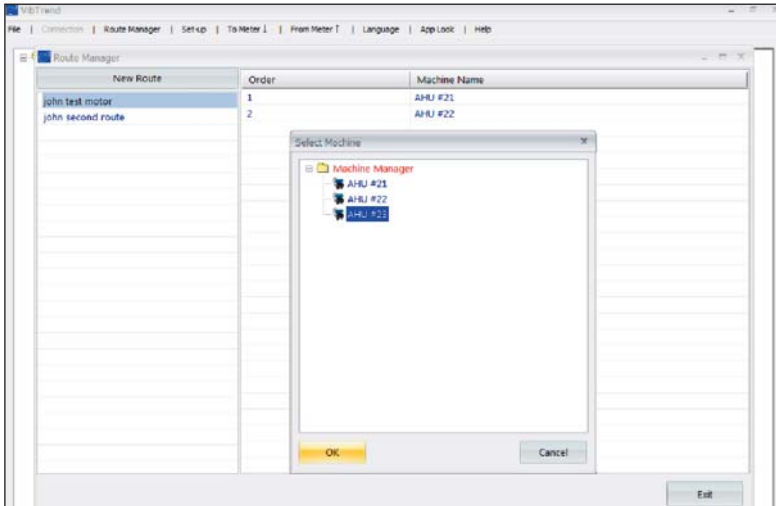 VibTrend
File | Connection | Route Manager | Set-up | To Meter ↓ | From Meter ↑ | Language | App Look | Help
Route Manager
New Route Order Machine Name
john test motor 1 AHU #21
john second route 2 AHU #22
Select Machine
Machine Manager
AHU #21
AHU #22
AHU #23
OK Cancel
Exit